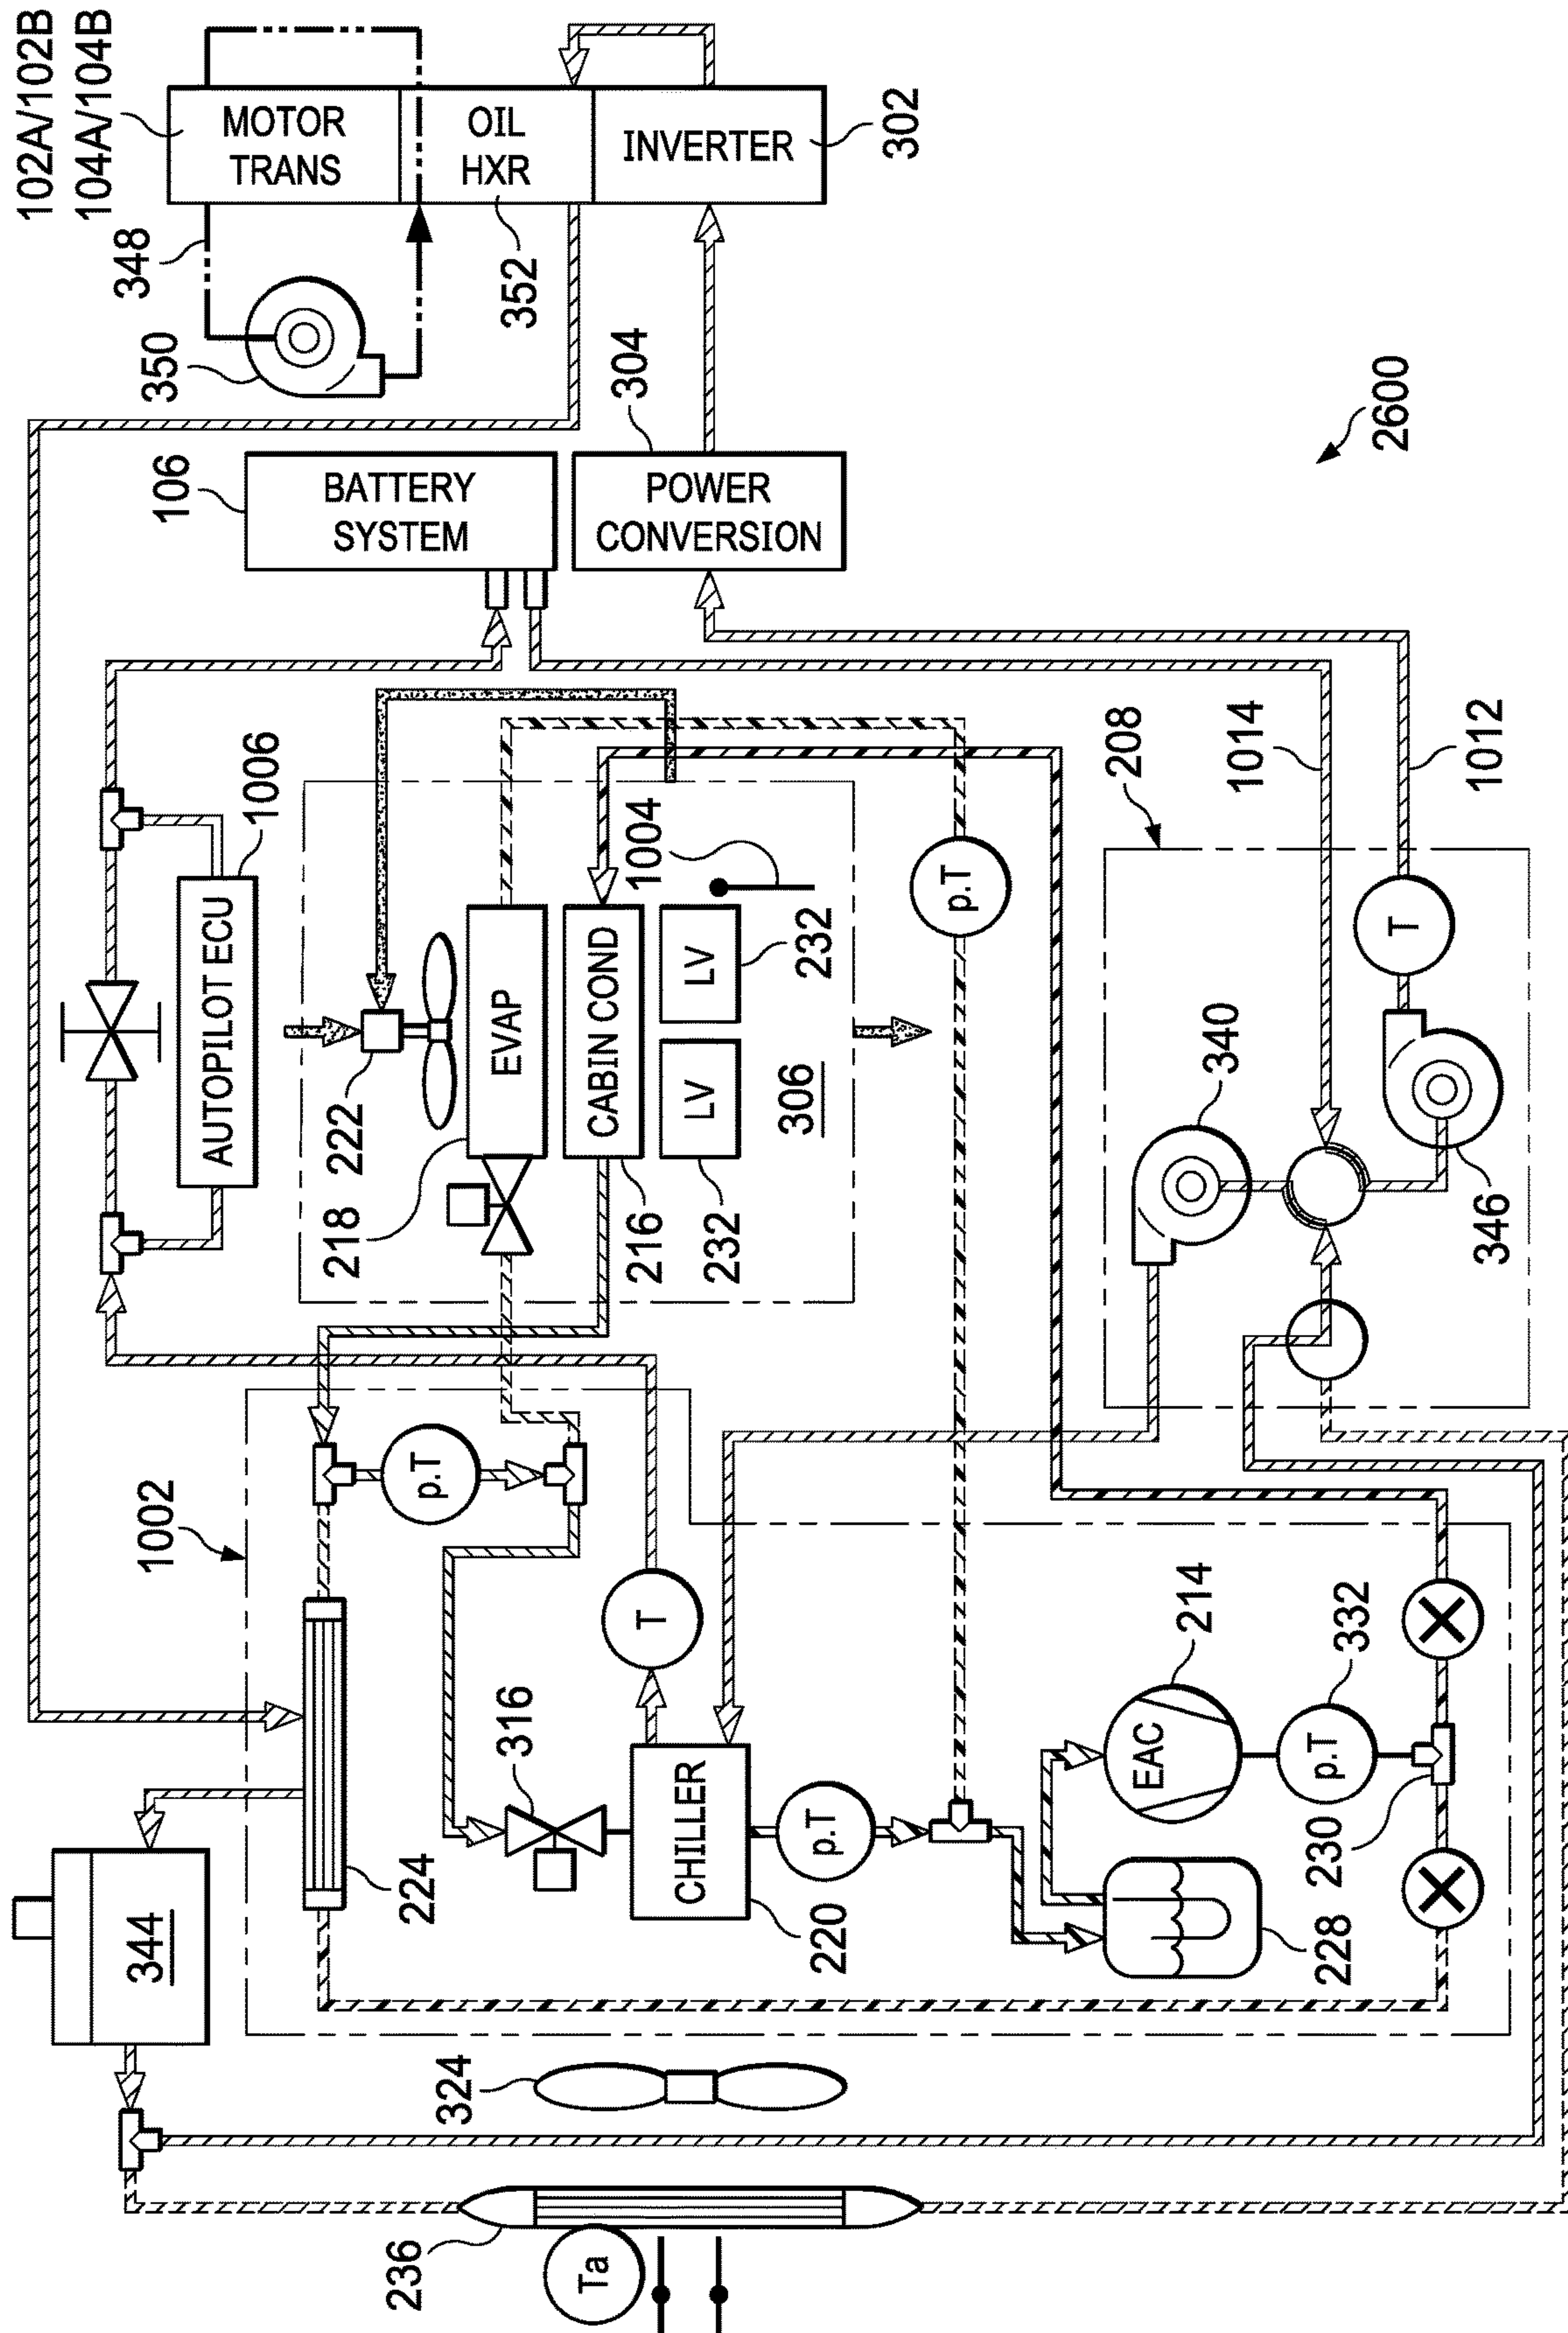 102A/102B
104A/104B
MOTOR
TRANS
OIL
HXR
INVERTER
302
348
350
352
304
106
BATTERY
SYSTEM
POWER
CONVERSION
2600
1006
AUTOPILOT ECU
222
EVAP
218
CABIN COND
216
LV
232
LV
232
1004
306
p.T
208
1014
1012
T
340
346
1002
p.T
T
316
CHILLER
220
p.T
224
344
EAC
214
p.T
332
230
228
324
236
Ta